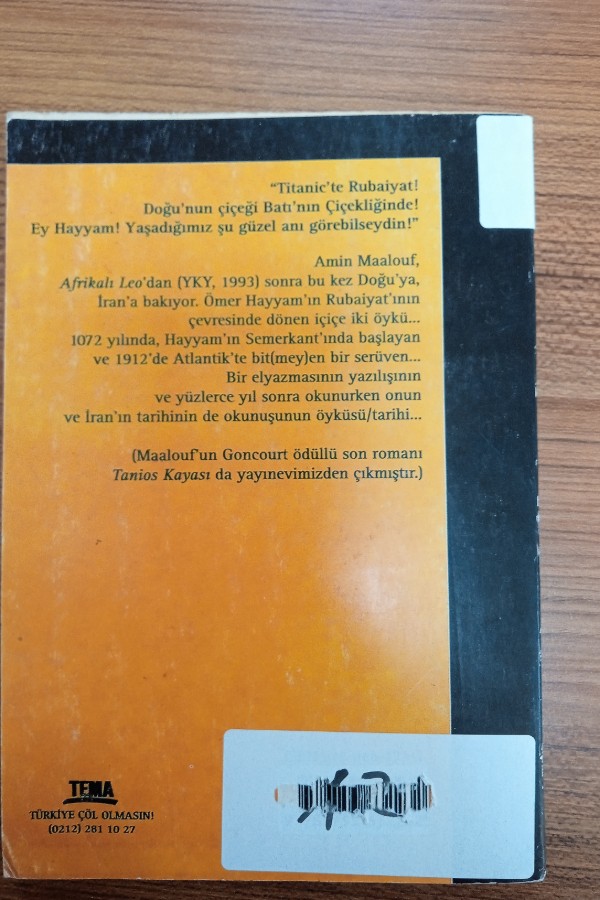 “Titanic’te Rubaiyat!
Doğu’nun çiçeği Batı’nın Çiçekliğinde!
Ey Hayyam! Yaşadığımız şu güzel anı görebilseydin!”
Amin Maalouf,
Afrikalı Leo’dan (YKY, 1993) sonra bu kez Doğu’ya,
İran’a bakıyor. Ömer Hayyam’ın Rubaiyat’ının
çevresinde dönen içiçe iki öykü...
1072 yılında, Hayyam’ın Semerkant’ında başlayan
ve 1912’de Atlantik’te bit(mey)en bir serüven...
Bir elyazmasının yazılışının
ve yüzlerce yıl sonra okunurken onun
ve İran’ın tarihinin de okunuşunun öyküsü/tarihi...
(Maalouf’un Goncourt ödüllü son romanı
Tanios Kayası da yayınevimizden çıkmıştır.)
TEMA
TÜRKİYE ÇÖL OLMASIN!
(0212) 281 10 27